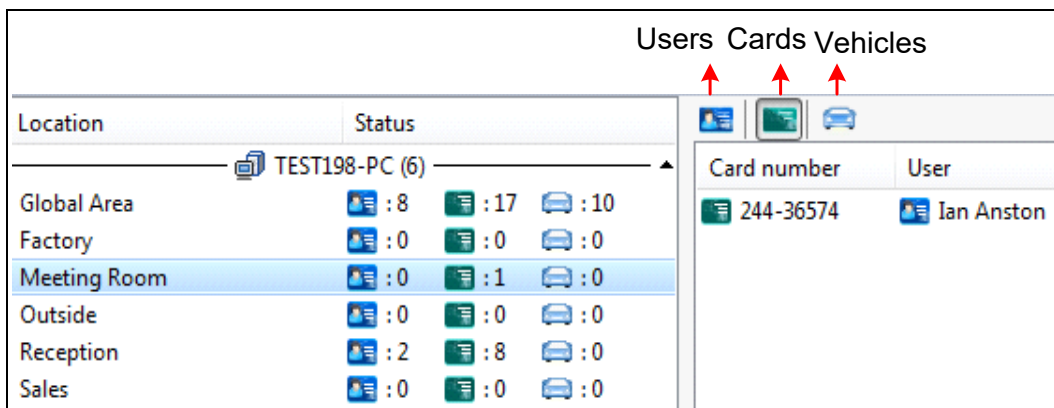 Users Cards Vehicles
Location Status
TEST198-PC (6)
Global Area :8 :17 :10
Factory :0 :0 :0
Meeting Room :0 :1 :0
Outside :0 :0 :0
Reception :2 :8 :0
Sales :0 :0 :0
Card number User
244-36574 Ian Anston